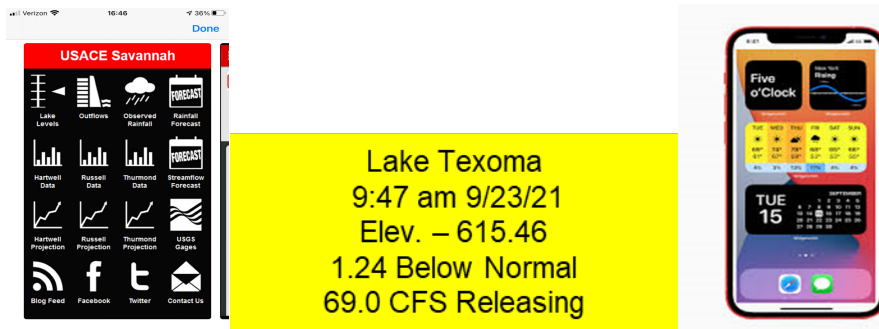 Verizon 16:46 36%
Done
USACE Savannah
Lake Levels
Outflows
Observed Rainfall
FORECAST
Rainfall Forecast
Hartwell Data
Russell Data
Thurmond Data
FORECAST
Streamflow Forecast
Hartwell Projection
Russell Projection
Thurmond Projection
USGS Gages
Blog Feed
Facebook
Twitter
Contact Us
Lake Texoma
9:47 am 9/23/21
Elev. – 615.46
1.24 Below Normal
69.0 CFS Releasing
Five
o'Clock
New York
Rising
TUE WED THU FRI SAT SUN
TUE
15
SEPTEMBER